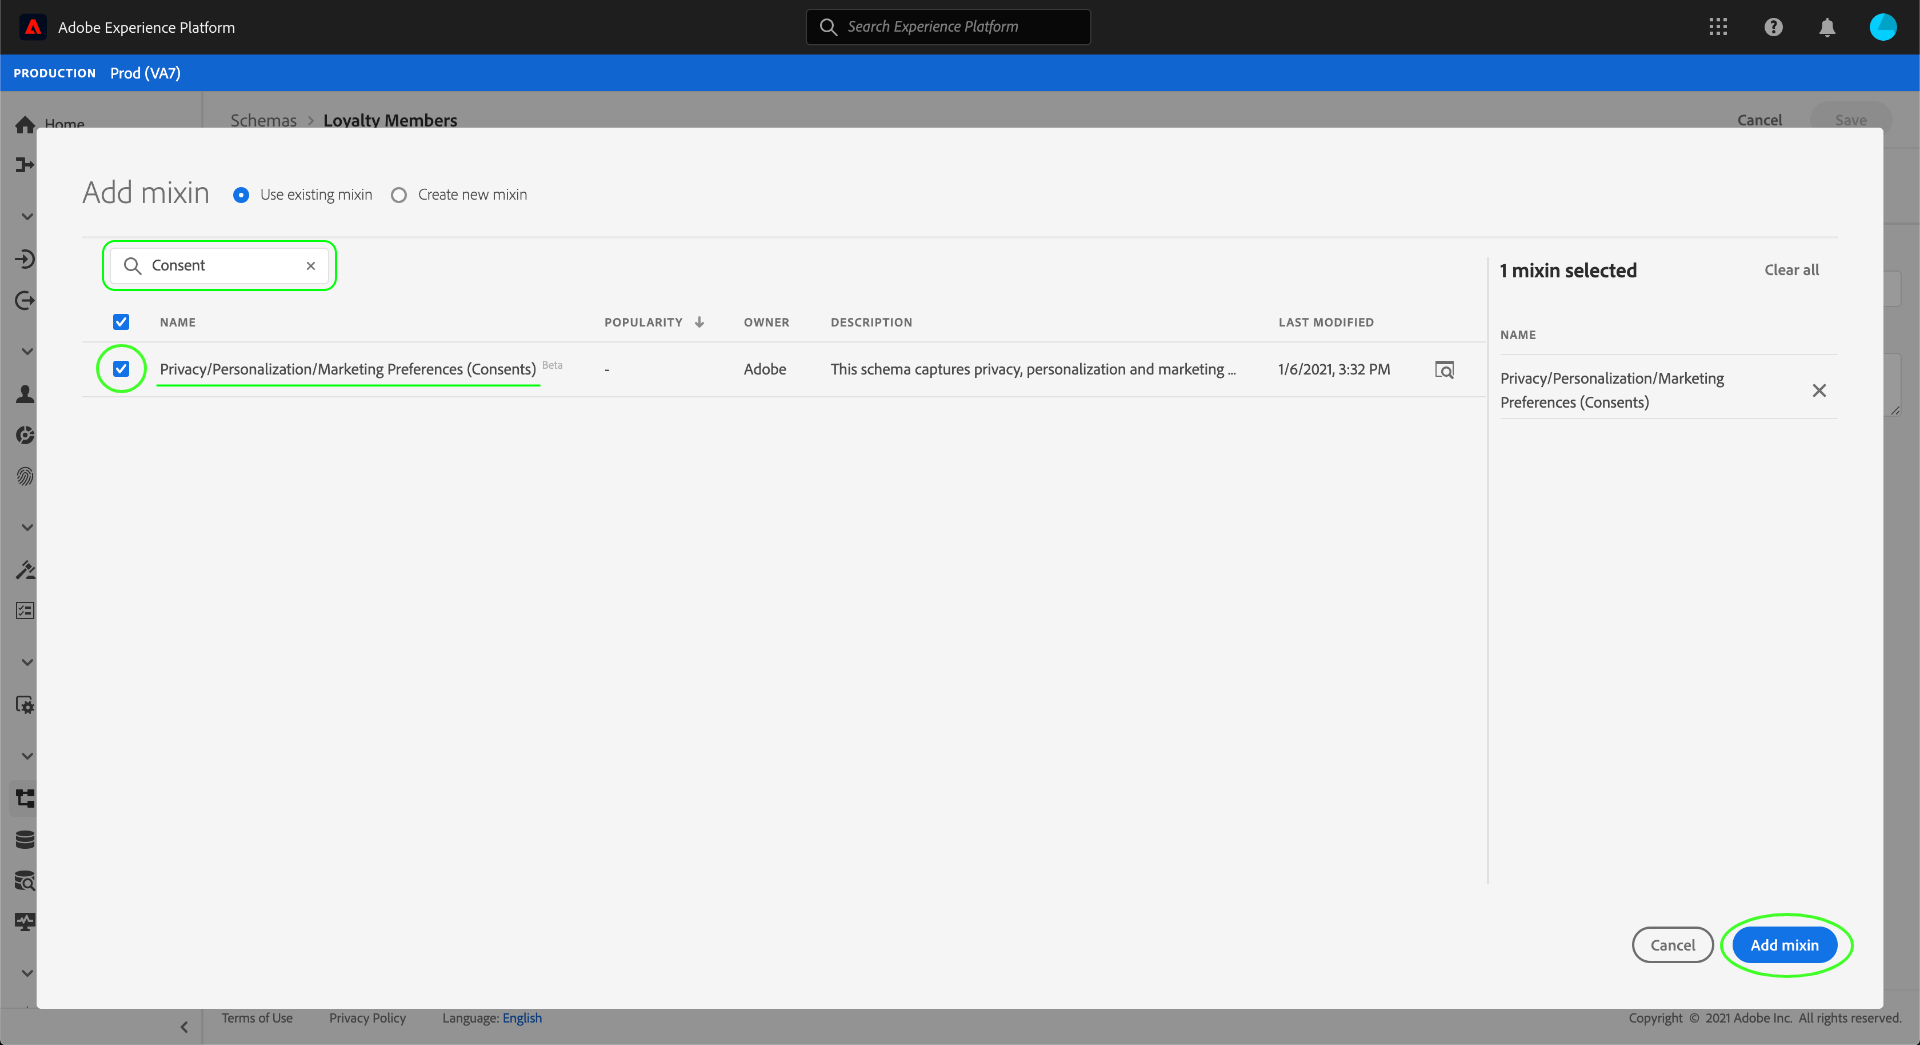 Adobe Experience Platform
Search Experience Platform
PRODUCTION Prod (VA7)
Home
Schemas > Loyalty Members
Cancel
Save
Add mixin
Use existing mixin
Create new mixin
Consent
1 mixin selected
Clear all
NAME POPULARITY OWNER DESCRIPTION LAST MODIFIED
NAME
Privacy/Personalization/Marketing Preferences (Consents) Beta - Adobe This schema captures privacy, personalization and marketing ... 1/6/2021, 3:32 PM
Privacy/Personalization/Marketing
Preferences (Consents)
Cancel
Add mixin
Terms of Use Privacy Policy Language: English
Copyright © 2021 Adobe Inc. All rights reserved.